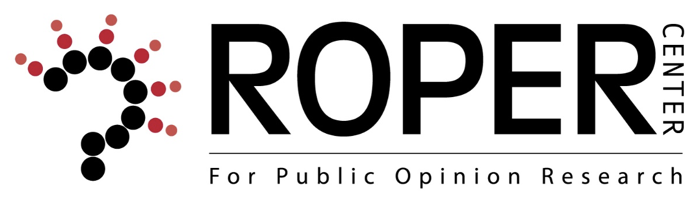 ROPER
CENTER
For Public Opinion Research